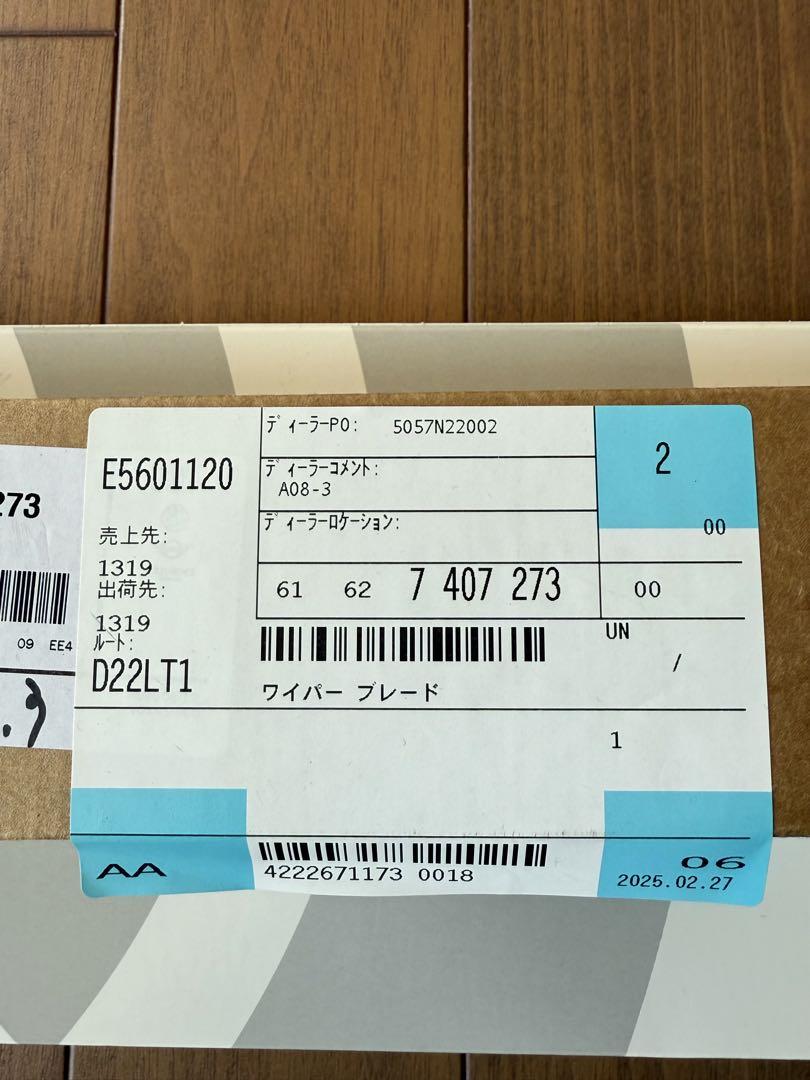 273
09 EE4
E5601120
売上先:
1319
出荷先:
1319
ルート:
D22LT1
ディーラーPO: 5057N22002
ディーラーコメント:
A08-3
ディーラーロケーション:
61 62 7 407 273
ワイパー ブレード
2
00
00
UN
/
1
AA
4222671173 0018
06
2025.02.27